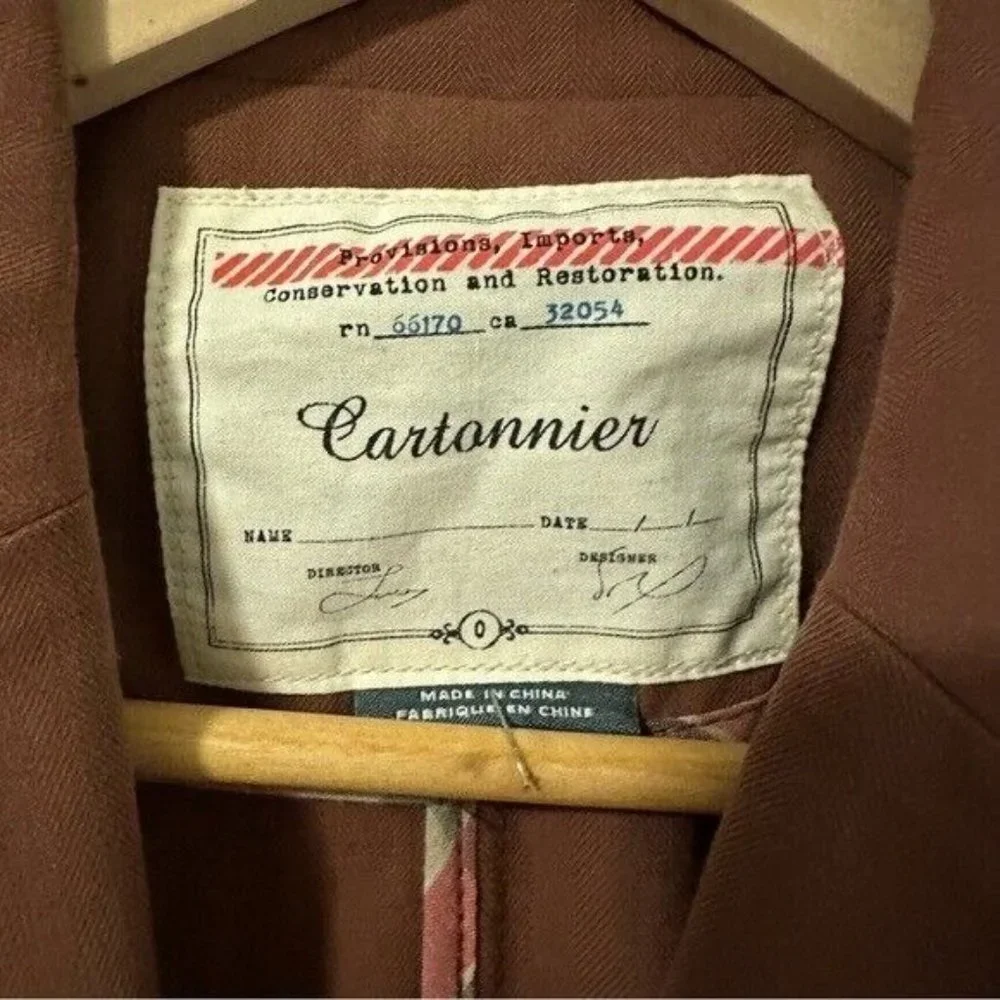 Provisions, Imports,
Conservation and Restoration.
rn 66170 ca 32054
Cartonnier
NAME DATE / /
DIRECTOR DESIGNER
0
MADE IN CHINA
FABRIQUE EN CHINE